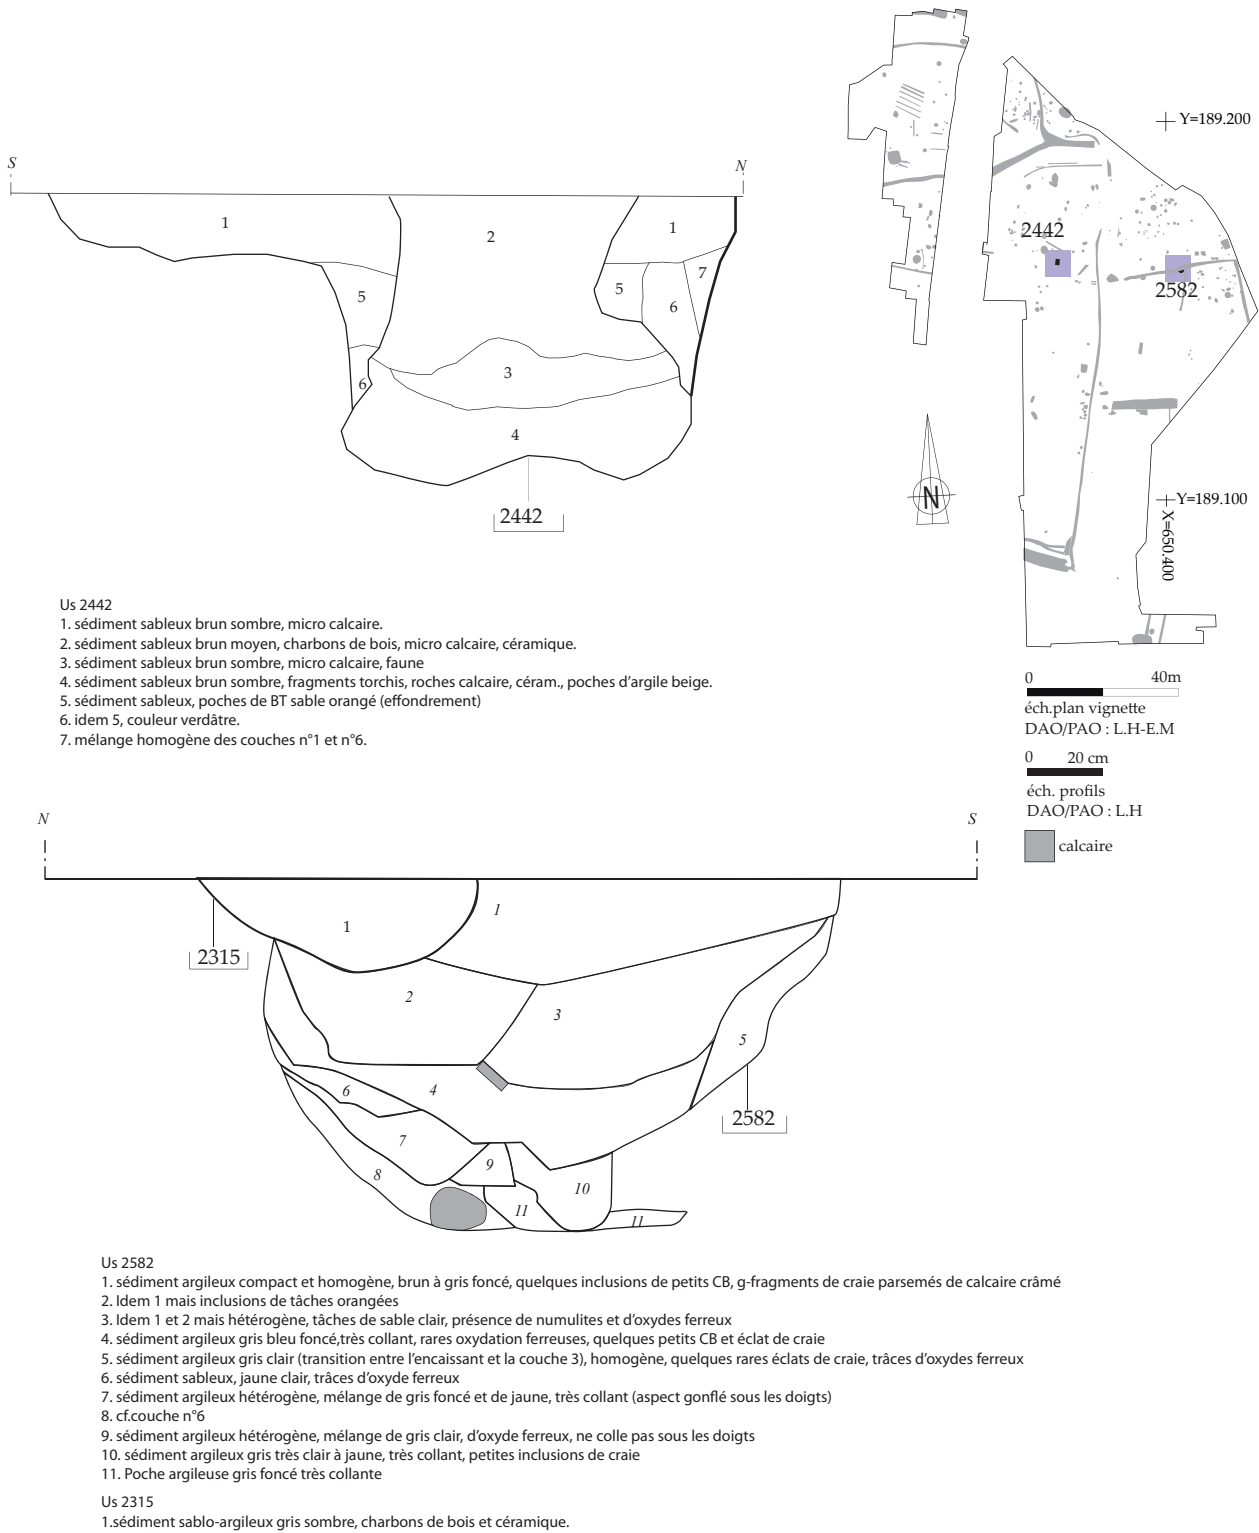 S
N
1
2
1
7
5
5
6
6
3
4
2442
Y=189.200
2442
2582
N
Y=189.100
X=650.400
Us 2442
1. sédiment sableux brun sombre, micro calcaire.
2. sédiment sableux brun moyen, charbons de bois, micro calcaire, céramique.
3. sédiment sableux brun sombre, micro calcaire, faune
4. sédiment sableux brun sombre, fragments torchis, roches calcaire, céram., poches d'argile beige.
5. sédiment sableux, poches de BT sable orangé (effondrement)
6. idem 5, couleur verdâtre.
7. mélange homogène des couches n°1 et n°6.
0 40m
éch.plan vignette
DAO/PAO : L.H-E.M
0 20 cm
éch. profils
DAO/PAO : L.H
calcaire
N
S
1
1
2315
2
3
5
4
6
2582
7
9
8
10
11
11
Us 2582
1. sédiment argileux compact et homogène, brun à gris foncé, quelques inclusions de petits CB, g-fragments de craie parsemés de calcaire crâmé
2. Idem 1 mais inclusions de tâches orangées
3. Idem 1 et 2 mais hétérogène, tâches de sable clair, présence de numulites et d'oxydes ferreux
4. sédiment argileux gris bleu foncé,très collant, rares oxydation ferreuses, quelques petits CB et éclat de craie
5. sédiment argileux gris clair (transition entre l'encaissant et la couche 3), homogène, quelques rares éclats de craie, trâces d'oxydes ferreux
6. sédiment sableux, jaune clair, trâces d'oxyde ferreux
7. sédiment argileux hétérogène, mélange de gris foncé et de jaune, très collant (aspect gonflé sous les doigts)
8. cf.couche n°6
9. sédiment argileux hétérogène, mélange de gris clair, d'oxyde ferreux, ne colle pas sous les doigts
10. sédiment argileux gris très clair à jaune, très collant, petites inclusions de craie
11. Poche argileuse gris foncé très collante
Us 2315
1.sédiment sablo-argileux gris sombre, charbons de bois et céramique.